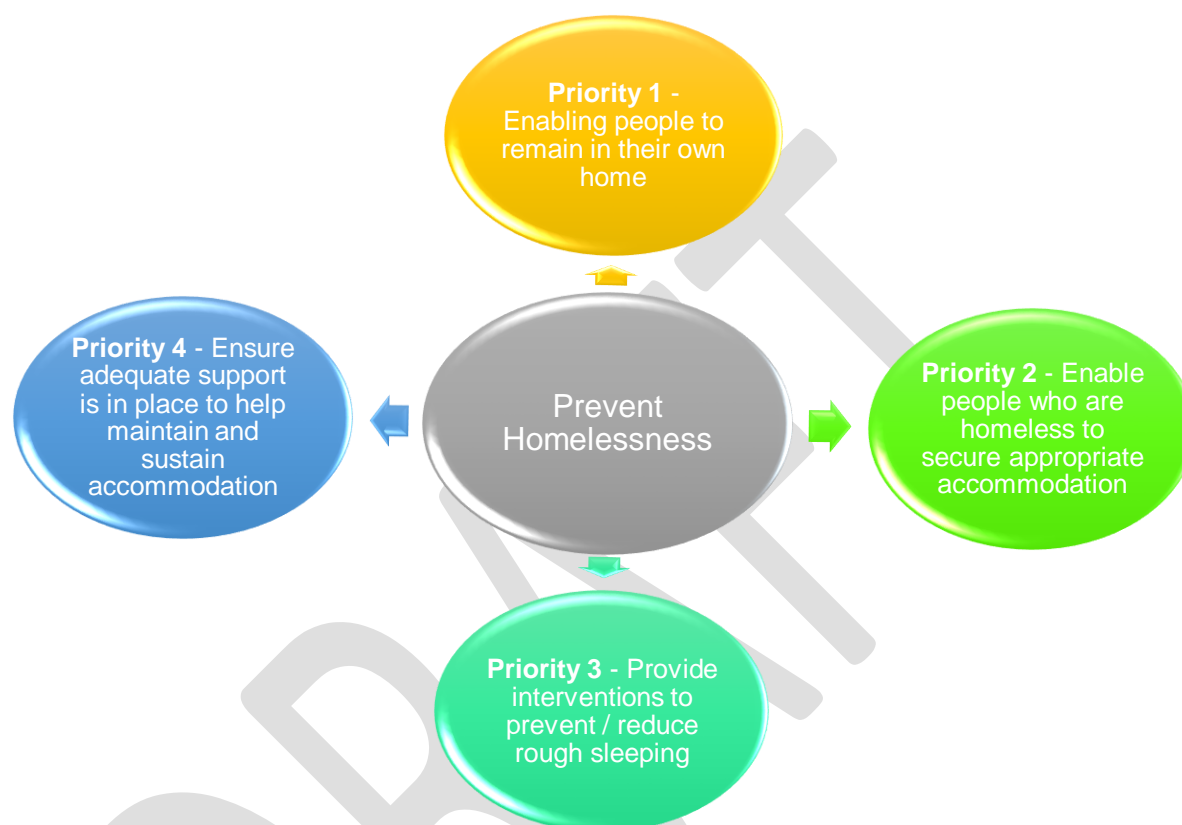 Priority 1 -
Enabling people to
remain in their own
home
Priority 4 - Ensure
adequate support
is in place to help
maintain and
sustain
accommodation
Prevent
Homelessness
Priority 2 - Enable
people who are
homeless to
secure appropriate
accommodation
Priority 3 - Provide
interventions to
prevent / reduce
rough sleeping